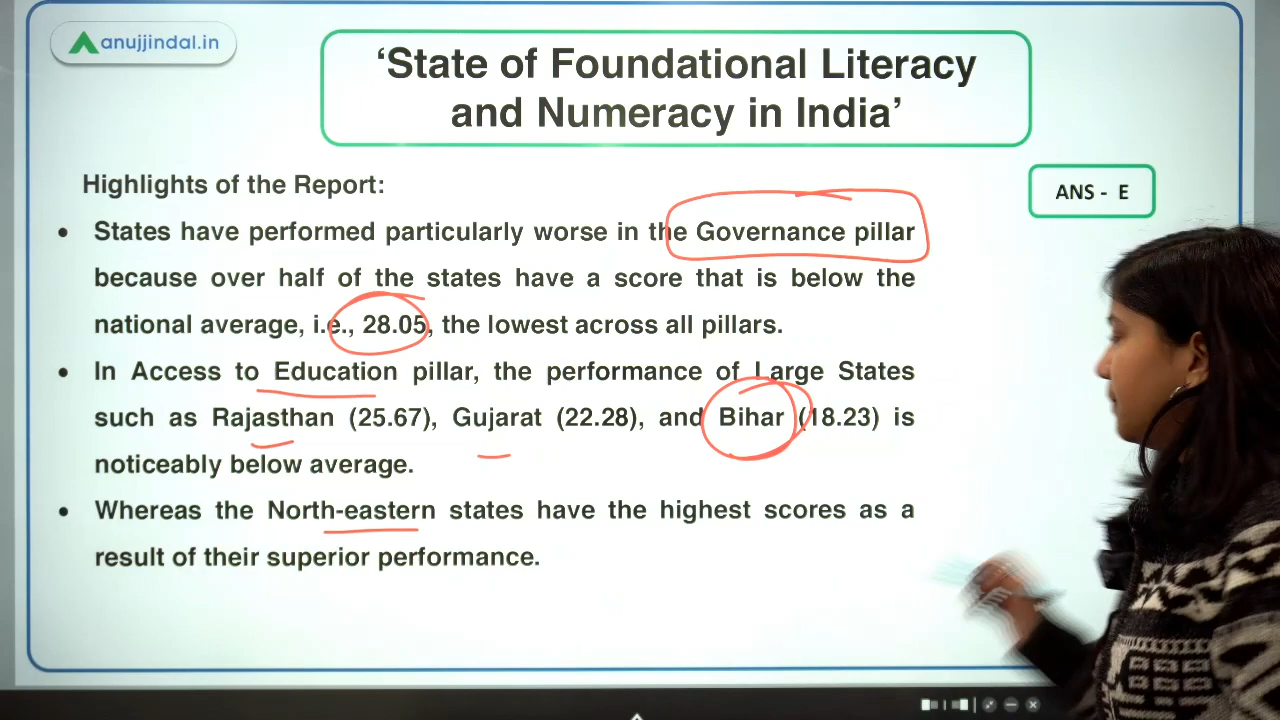 anujjindal.in
‘State of Foundational Literacy
and Numeracy in India’
Highlights of the Report:
ANS - E
• States have performed particularly worse in the Governance pillar
because over half of the states have a score that is below the
national average, i.e., 28.05, the lowest across all pillars.
• In Access to Education pillar, the performance of Large States
such as Rajasthan (25.67), Gujarat (22.28), and Bihar (18.23) is
noticeably below average.
• Whereas the North-eastern states have the highest scores as a
result of their superior performance.